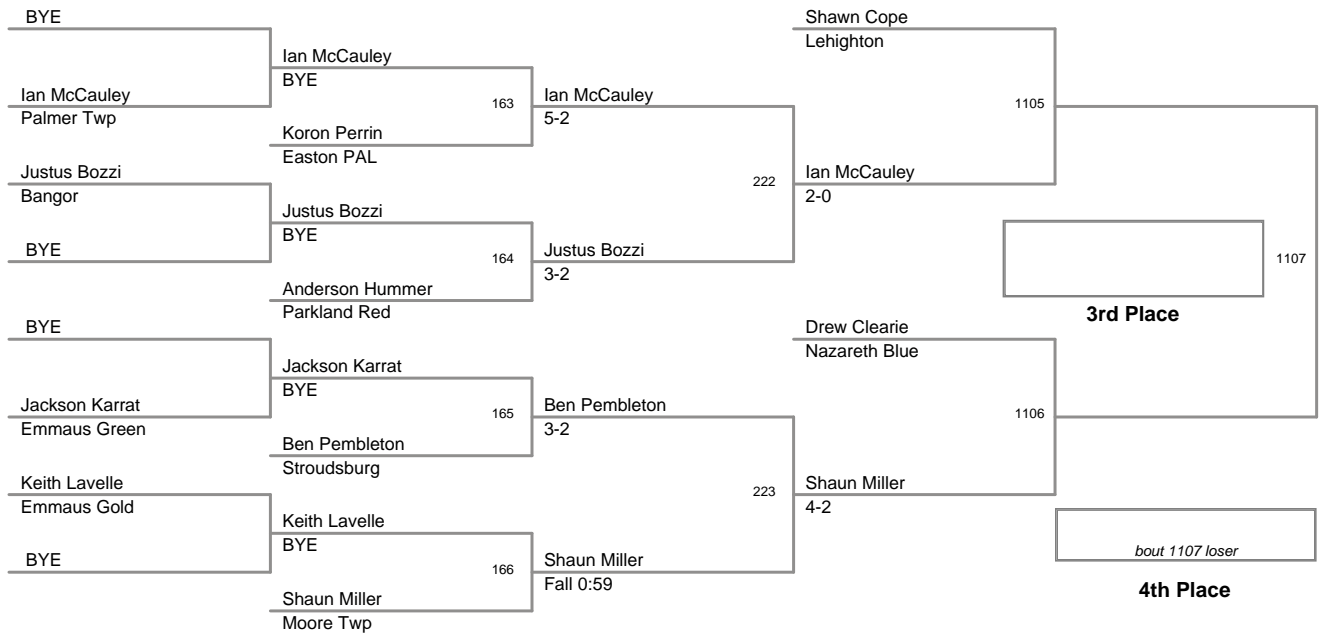 BYE
Ian McCauley
Palmer Twp
Justus Bozzi
Bangor
BYE
BYE
Jackson Karrat
Emmaus Green
Keith Lavelle
Emmaus Gold
BYE
Ian McCauley
BYE
163
Koron Perrin
Easton PAL
Justus Bozzi
BYE
164
Anderson Hummer
Parkland Red
Jackson Karrat
BYE
165
Ben Pembleton
Stroudsburg
Keith Lavelle
BYE
166
Shaun Miller
Moore Twp
Ian McCauley
5-2
222
Justus Bozzi
3-2
Ben Pembleton
3-2
223
Shaun Miller
Fall 0:59
Shawn Cope
Lehighton
1105
Ian McCauley
2-0
Drew Clearie
Nazareth Blue
1106
Shaun Miller
4-2
1107
3rd Place
bout 1107 loser
4th Place